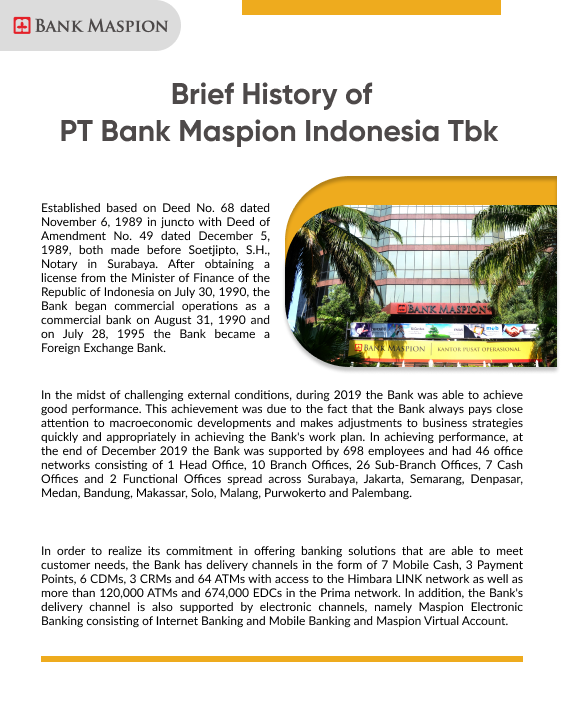 BANK MASPION
Brief History of
PT Bank Maspion Indonesia Tbk
Established based on Deed No. 68 dated
November 6, 1989 in juncto with Deed of
Amendment No. 49 dated December 5,
1989, both made before Soetjipto, S.H.,
Notary in Surabaya. After obtaining a
license from the Minister of Finance of the
Republic of Indonesia on July 30, 1990, the
Bank began commercial operations as a
commercial bank on August 31, 1990 and
on July 28, 1995 the Bank became a
Foreign Exchange Bank.
BANK MASPION
BANK MASPION
KANTOR PUSAT OPERASIONAL
In the midst of challenging external conditions, during 2019 the Bank was able to achieve
good performance. This achievement was due to the fact that the Bank always pays close
attention to macroeconomic developments and makes adjustments to business strategies
quickly and appropriately in achieving the Bank's work plan. In achieving performance, at
the end of December 2019 the Bank was supported by 698 employees and had 46 office
networks consisting of 1 Head Office, 10 Branch Offices, 26 Sub-Branch Offices, 7 Cash
Offices and 2 Functional Offices spread across Surabaya, Jakarta, Semarang, Denpasar,
Medan, Bandung, Makassar, Solo, Malang, Purwokerto and Palembang.
In order to realize its commitment in offering banking solutions that are able to meet
customer needs, the Bank has delivery channels in the form of 7 Mobile Cash, 3 Payment
Points, 6 CDMs, 3 CRMs and 64 ATMs with access to the Himbara LINK network as well as
more than 120,000 ATMs and 674,000 EDCs in the Prima network. In addition, the Bank's
delivery channel is also supported by electronic channels, namely Maspion Electronic
Banking consisting of Internet Banking and Mobile Banking and Maspion Virtual Account.